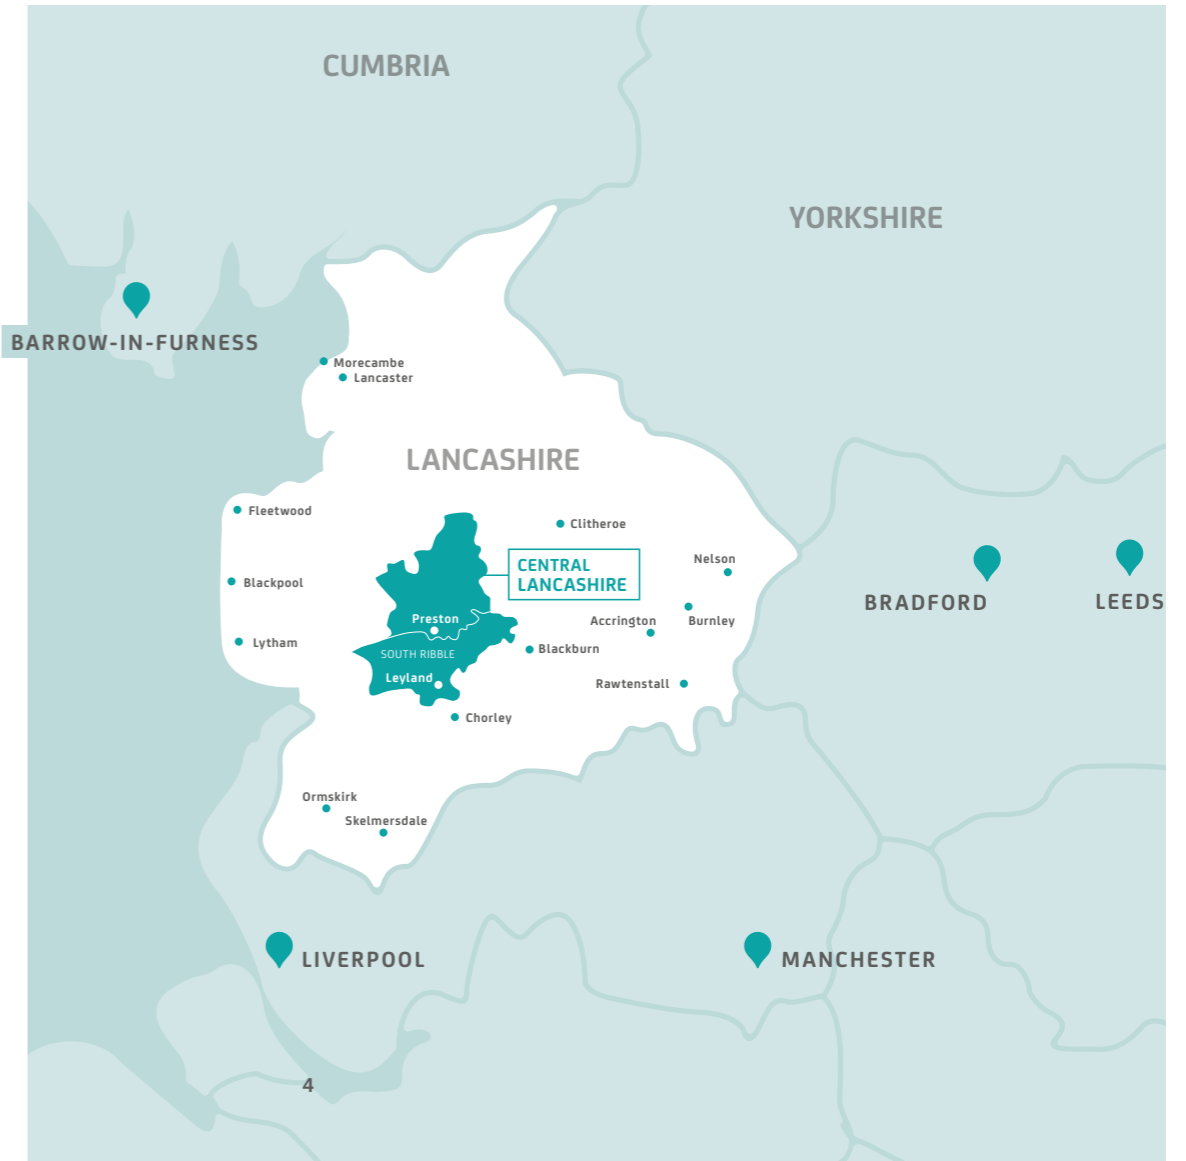 CUMBRIA
YORKSHIRE
BARROW-IN-FURNESS
Morecambe
Lancaster
LANCASHIRE
Fleetwood
Clitheroe
Nelson
CENTRAL
LANCASHIRE
Blackpool
BRADFORD
LEEDS
Preston
Accrington
Burnley
Lytham
SOUTH RIBBLE
Blackburn
Leyland
Rawtenstall
Chorley
Ormskirk
Skelmersdale
LIVERPOOL
MANCHESTER
4